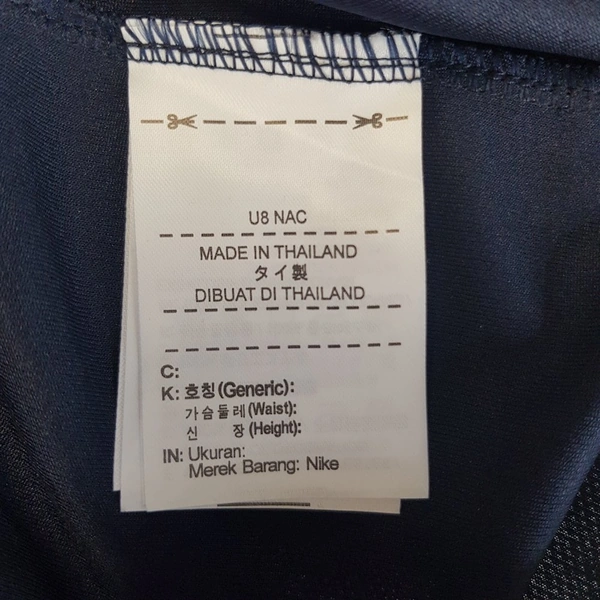 U8 NAC
MADE IN THAILAND
タイ製
DIBUAT DI THAILAND
C:
K: 호칭(Generic):
가슴둘레(Waist):
신 장(Height):
IN: Ukuran:
Merek Barang: Nike